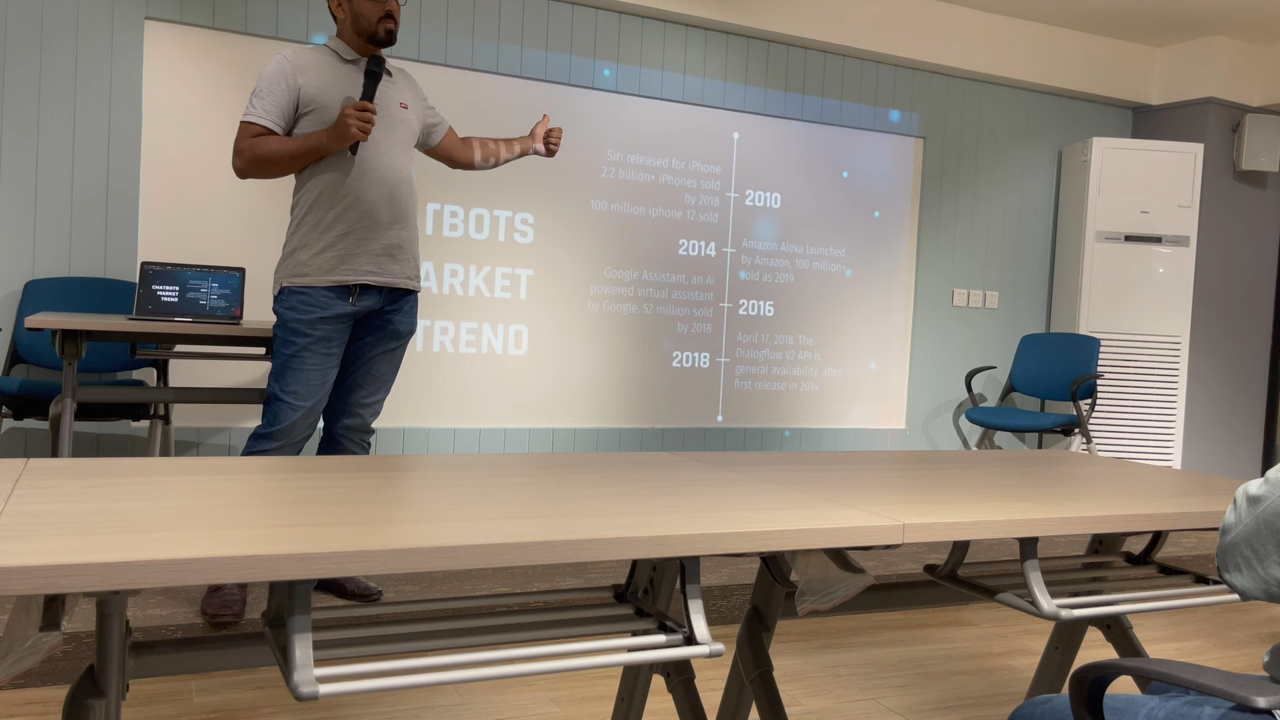 TBOTS
ARKET
TREND
Siri released for iPhone
2.2 billion+ iPhones sold
by 2018
100 million iphone 12 sold
2010
2014
Amazon Alexa launched
by Amazon, 100 million+
sold as 2019
Google Assistant, an Ai
powered virtual assistant
by Google, 52 million sold
by 2018
2016
2018
April 17, 2018. The
Dialogflow V2 API is
general availability, after
first release in 2014
CHATBOTS
MARKET
TREND